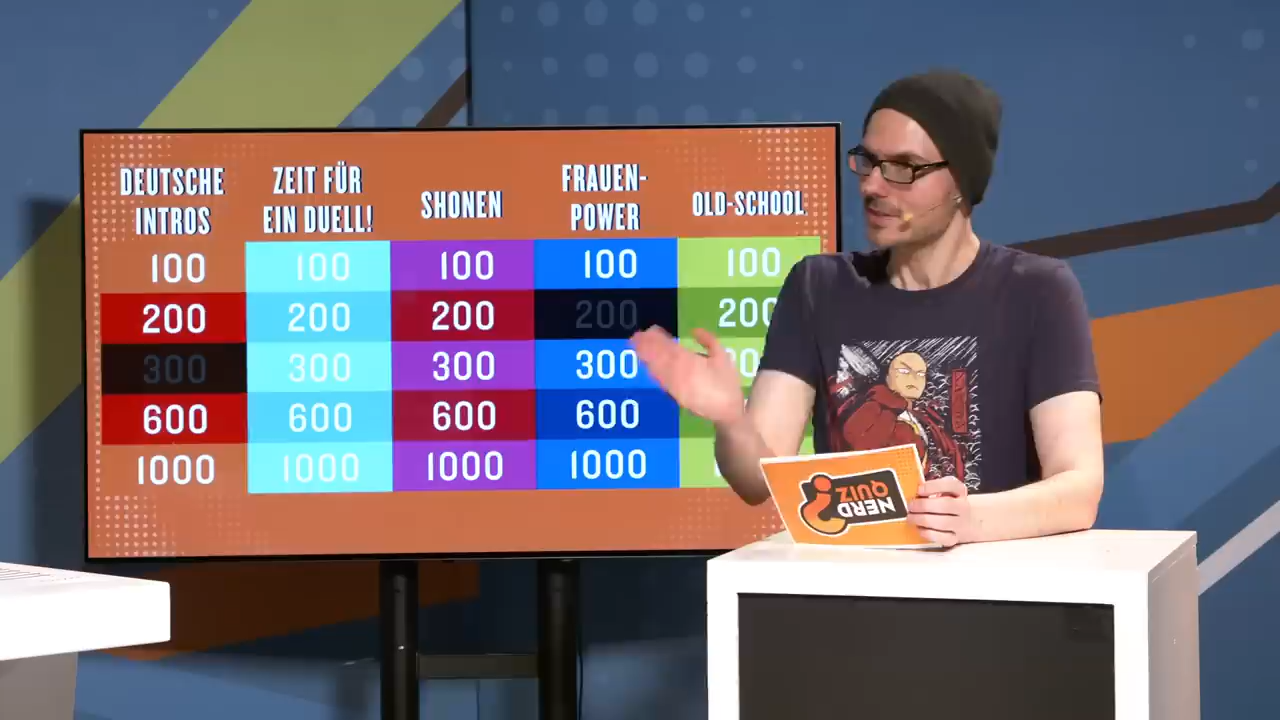 DEUTSCHE
INTROS
ZEIT FÜR
EIN DUELL!
SHONEN
FRAUEN-
POWER
OLD-SCHOOL
100 100 100 100 100
200 200 200 200 200
300 300 300 300
600 600 600 600
1000 1000 1000 1000
NERD
QUIZ